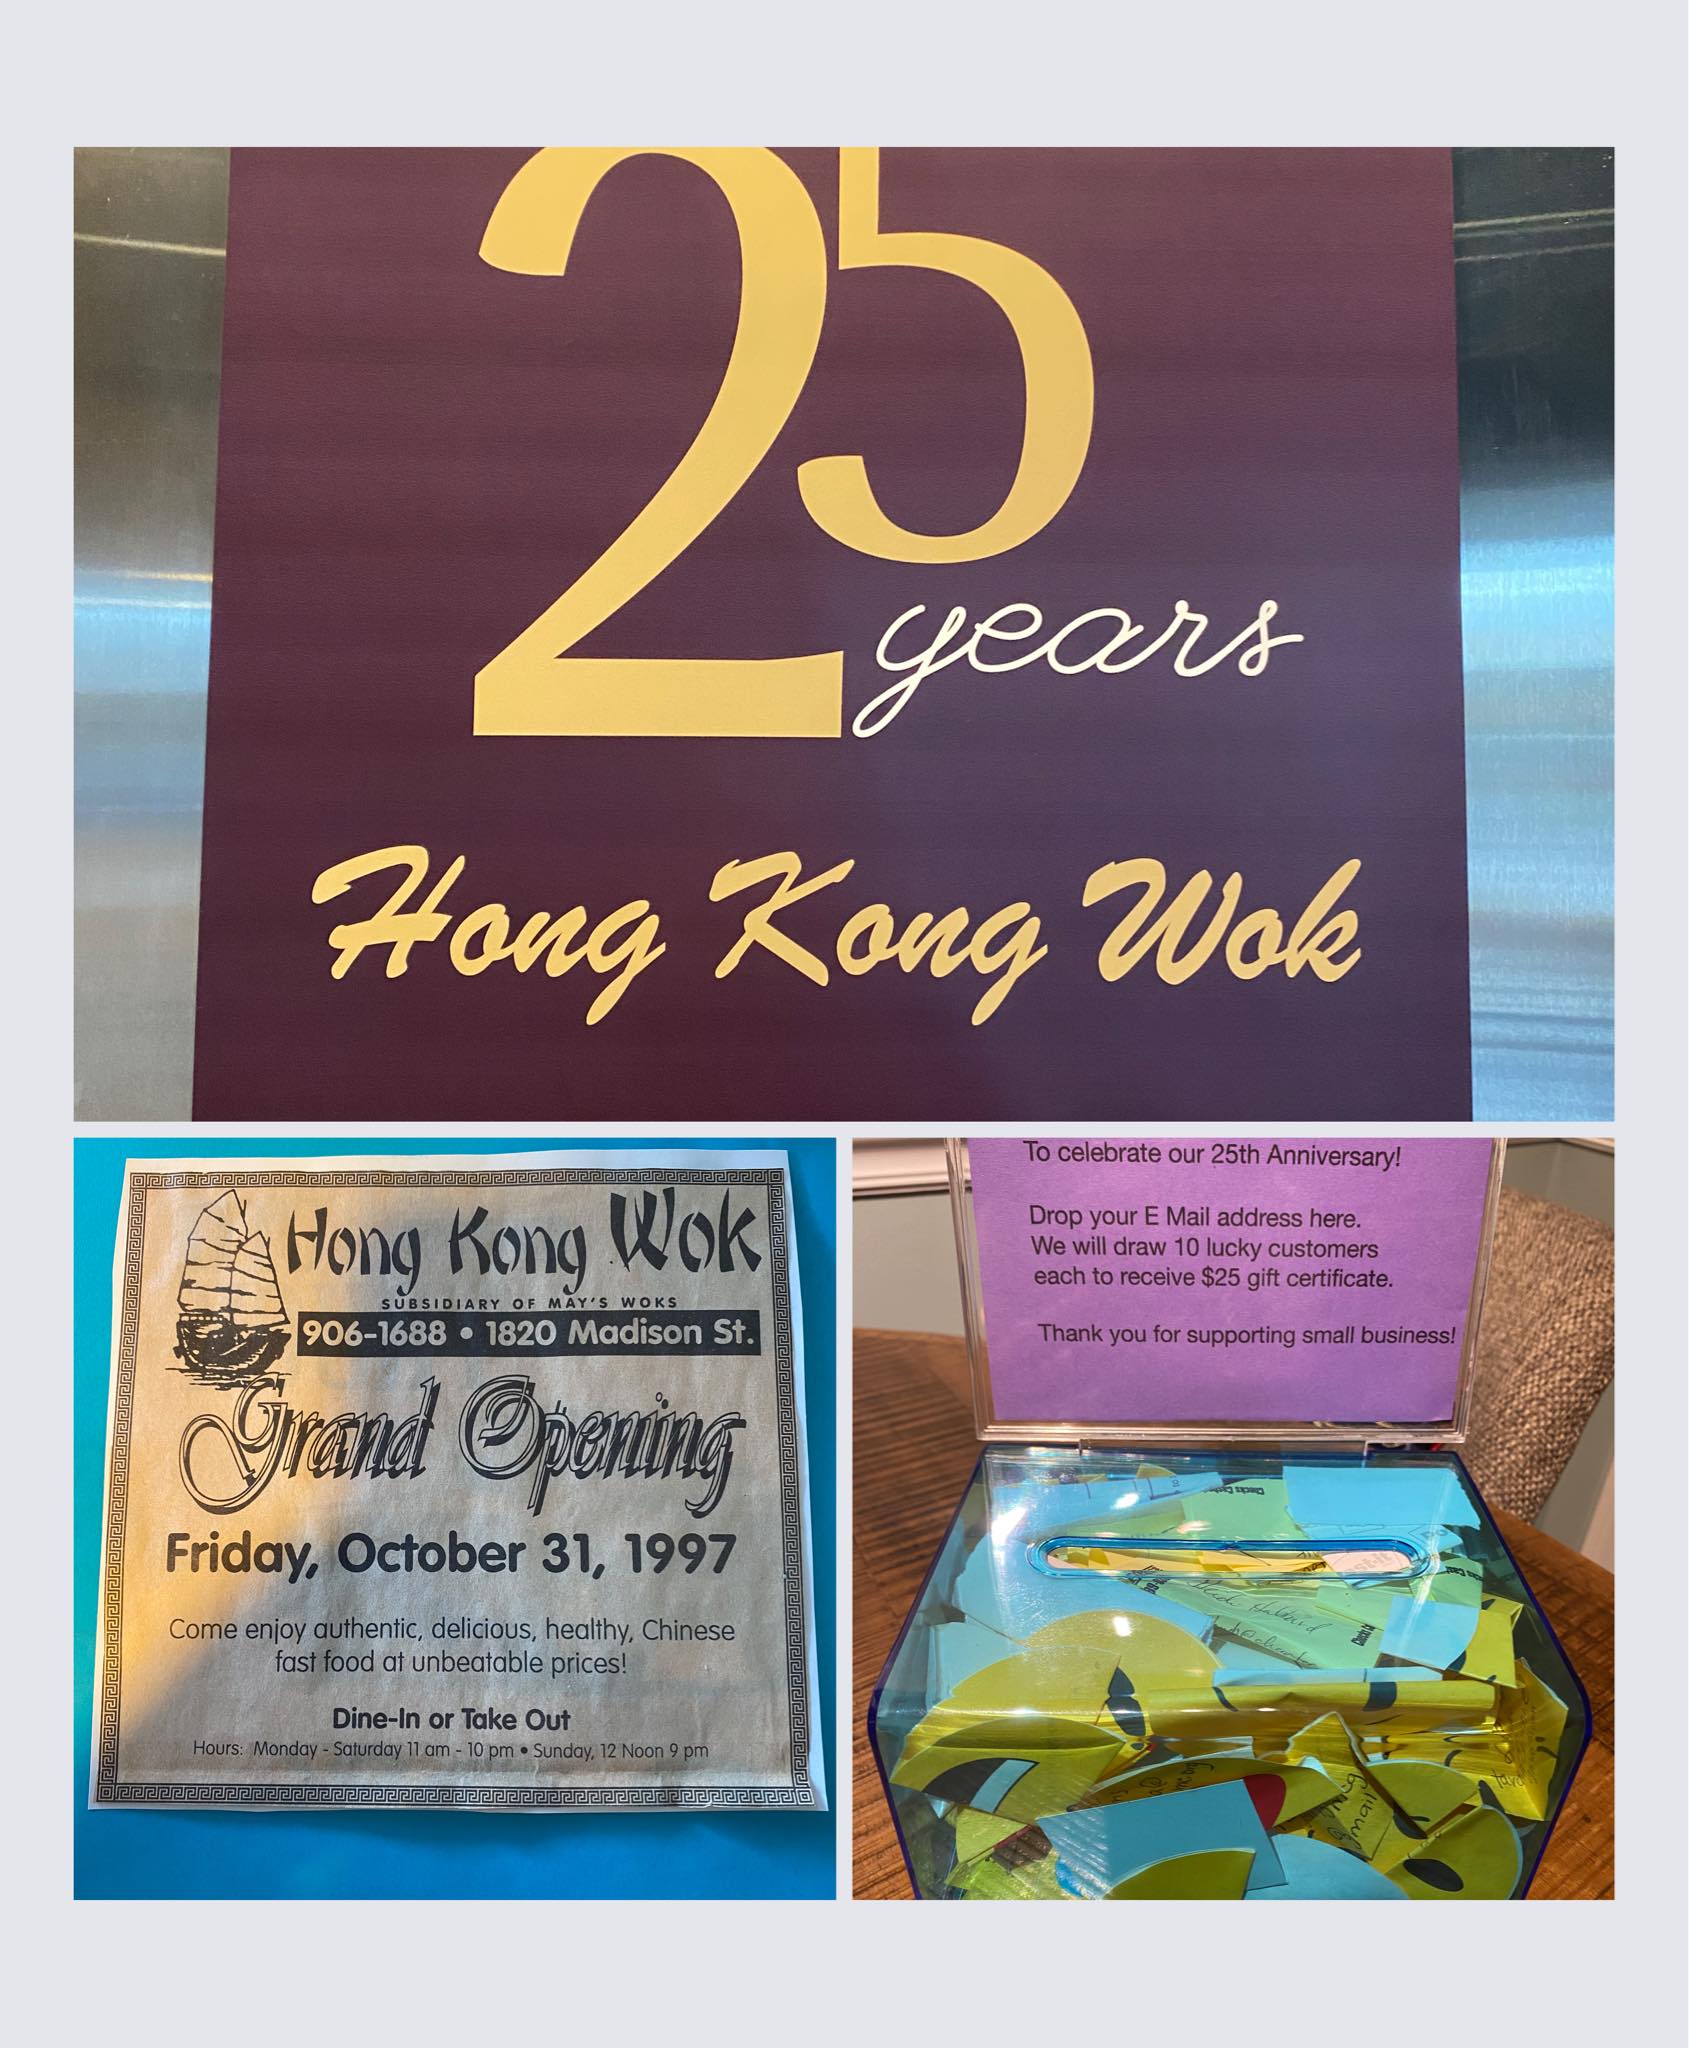 25
years
Hong Kong Wok
Hong Kong Wok
SUBSIDIARY OF MAY'S WOKS
906-1688 • 1820 Madison St.
Grand Opening
Friday, October 31, 1997
Come enjoy authentic, delicious, healthy, Chinese
fast food at unbeatable prices!
Dine-In or Take Out
Hours: Monday - Saturday 11 am - 10 pm • Sunday, 12 Noon 9 pm
To celebrate our 25th Anniversary!
Drop your E Mail address here.
We will draw 10 lucky customers
each to receive $25 gift certificate.
Thank you for supporting small business!